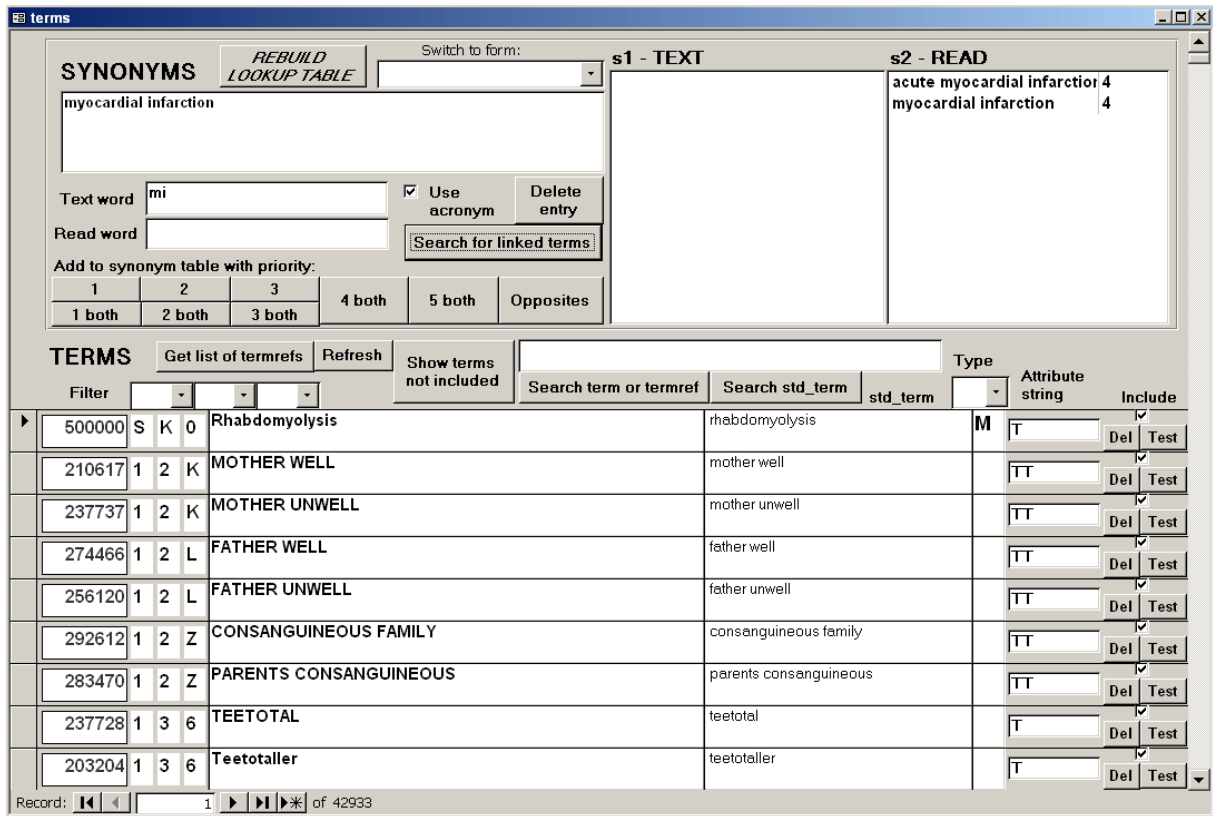 terms
SYNONYMS
REBUILD
LOOKUP TABLE
Switch to form:
s1 - TEXT
s2 - READ
myocardial infarction
acute myocardial infarction 4
myocardial infarction 4
Text word mi
Use
acronym
Delete
entry
Read word
Search for linked terms
Add to synonym table with priority:
1 2 3
4 both 5 both Opposites
1 both 2 both 3 both
TERMS
Get list of termrefs Refresh
Show terms
not included
Type
Filter
Search term or termref Search std_term std_term
Attribute
string
Include
500000 S K 0 Rhabdomyolysis rhabdomyolysis M T Del Test
210617 1 2 K MOTHER WELL mother well TT Del Test
237737 1 2 K MOTHER UNWELL mother unwell TT Del Test
274466 1 2 L FATHER WELL father well TT Del Test
256120 1 2 L FATHER UNWELL father unwell TT Del Test
292612 1 2 Z CONSANGUINEOUS FAMILY consanguineous family TT Del Test
283470 1 2 Z PARENTS CONSANGUINEOUS parents consanguineous TT Del Test
237728 1 3 6 TEETOTAL teetotal T Del Test
203204 1 3 6 Teetotaller teetotaller T Del Test
Record: 1 of 42933